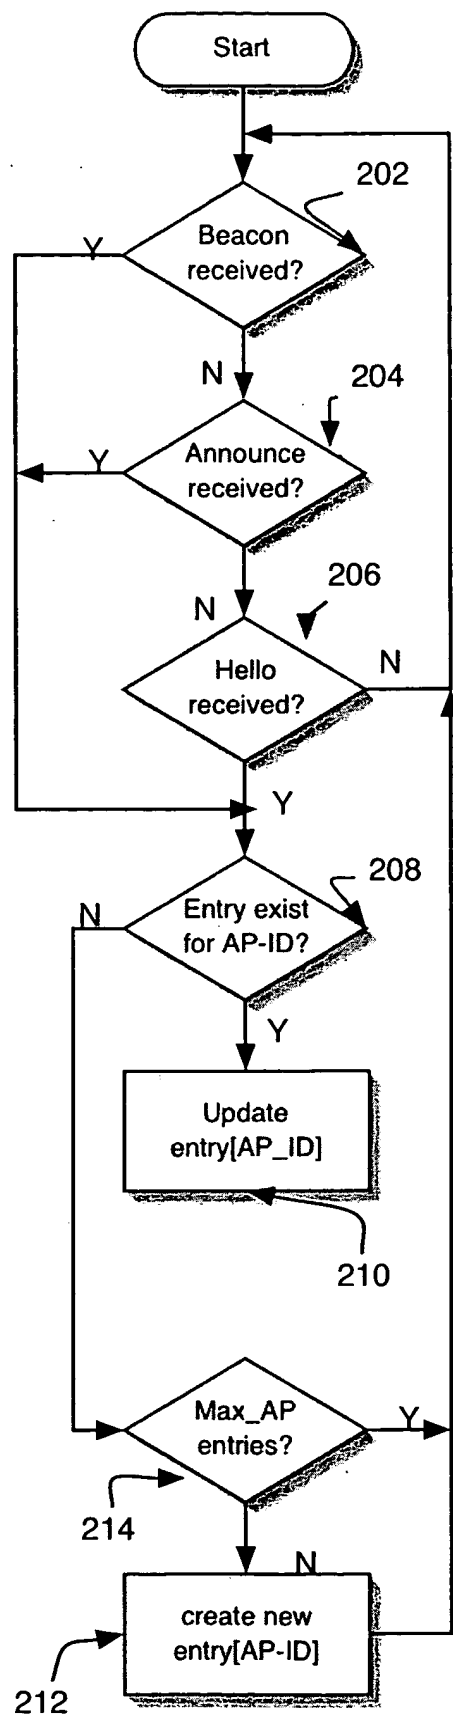 Start
202
Beacon
received?
Y
N
204
Announce
received?
Y
206
N
Hello
received?
N
Y
208
Entry exist
for AP-ID?
N
Y
Update
entry[AP_ID]
210
Max_AP
entries?
Y
214
N
create new
entry[AP-ID]
212